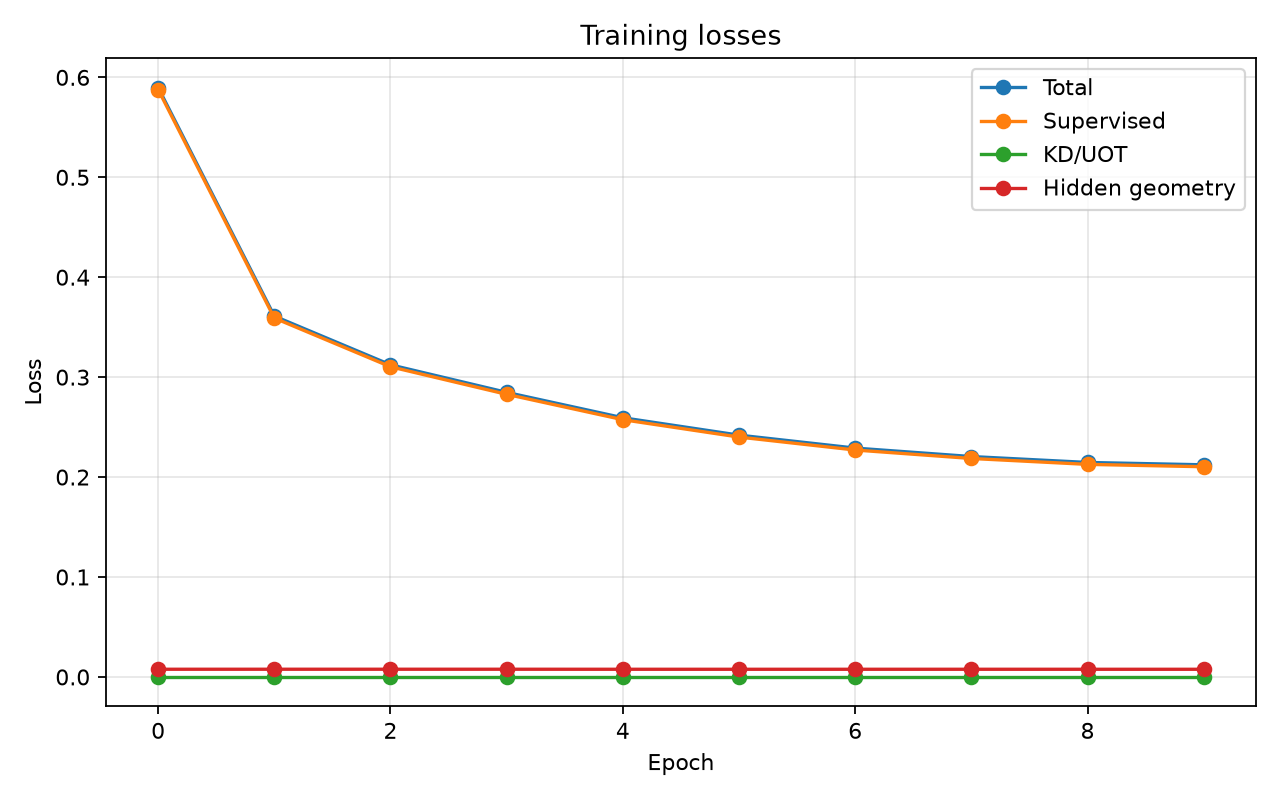 Training losses
Total
Supervised
KD/UOT
Hidden geometry
0.6
0.5
0.4
0.3
0.2
0.1
0.0
Loss
0 2 4 6 8
Epoch